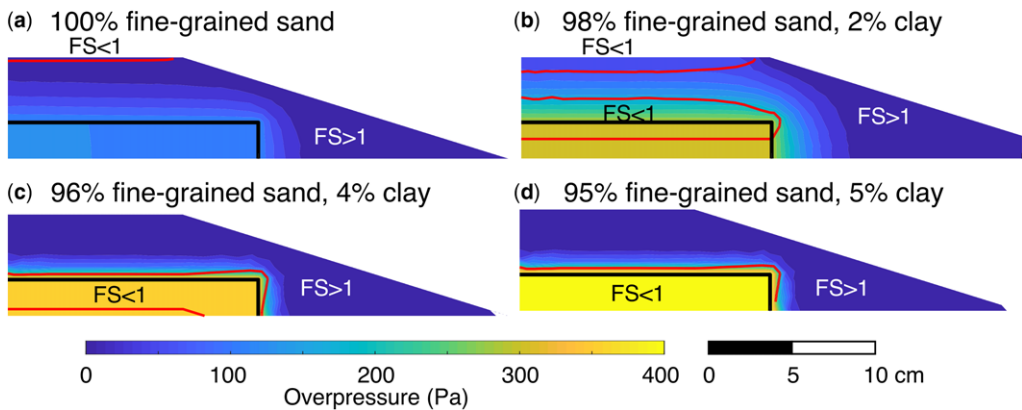 (a) 100% fine-grained sand
FS<1
FS>1
(b) 98% fine-grained sand, 2% clay
FS<1
FS<1
FS>1
(c) 96% fine-grained sand, 4% clay
FS<1
FS>1
(d) 95% fine-grained sand, 5% clay
FS<1
FS>1
0 100 200 300 400
Overpressure (Pa)
0 5 10 cm